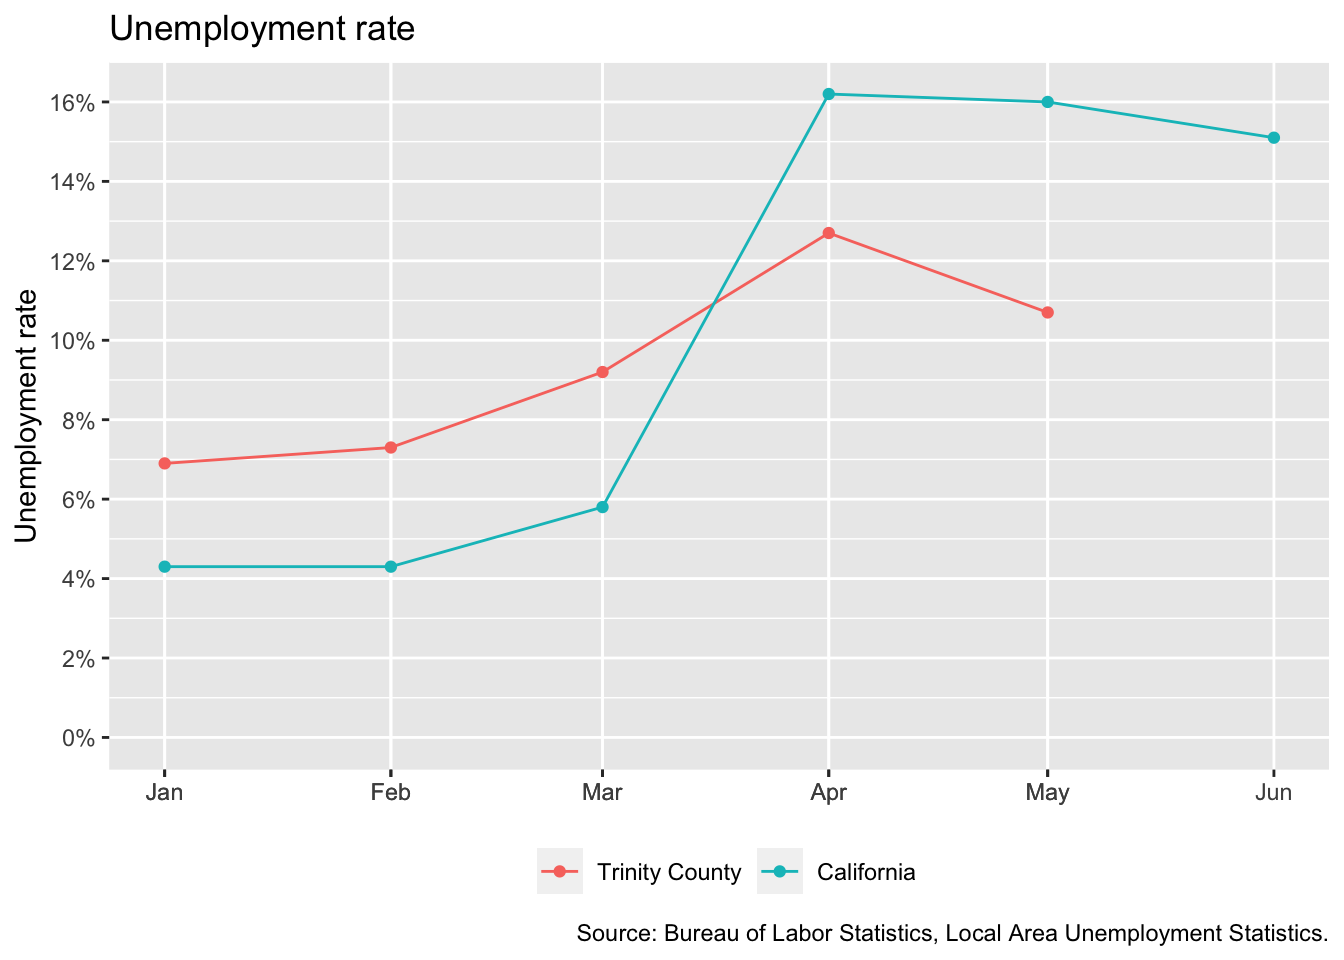 Unemployment rate
Unemployment rate
16%
14%
12%
10%
8%
6%
4%
2%
0%
Jan Feb Mar Apr May Jun
Trinity County California
Source: Bureau of Labor Statistics, Local Area Unemployment Statistics.